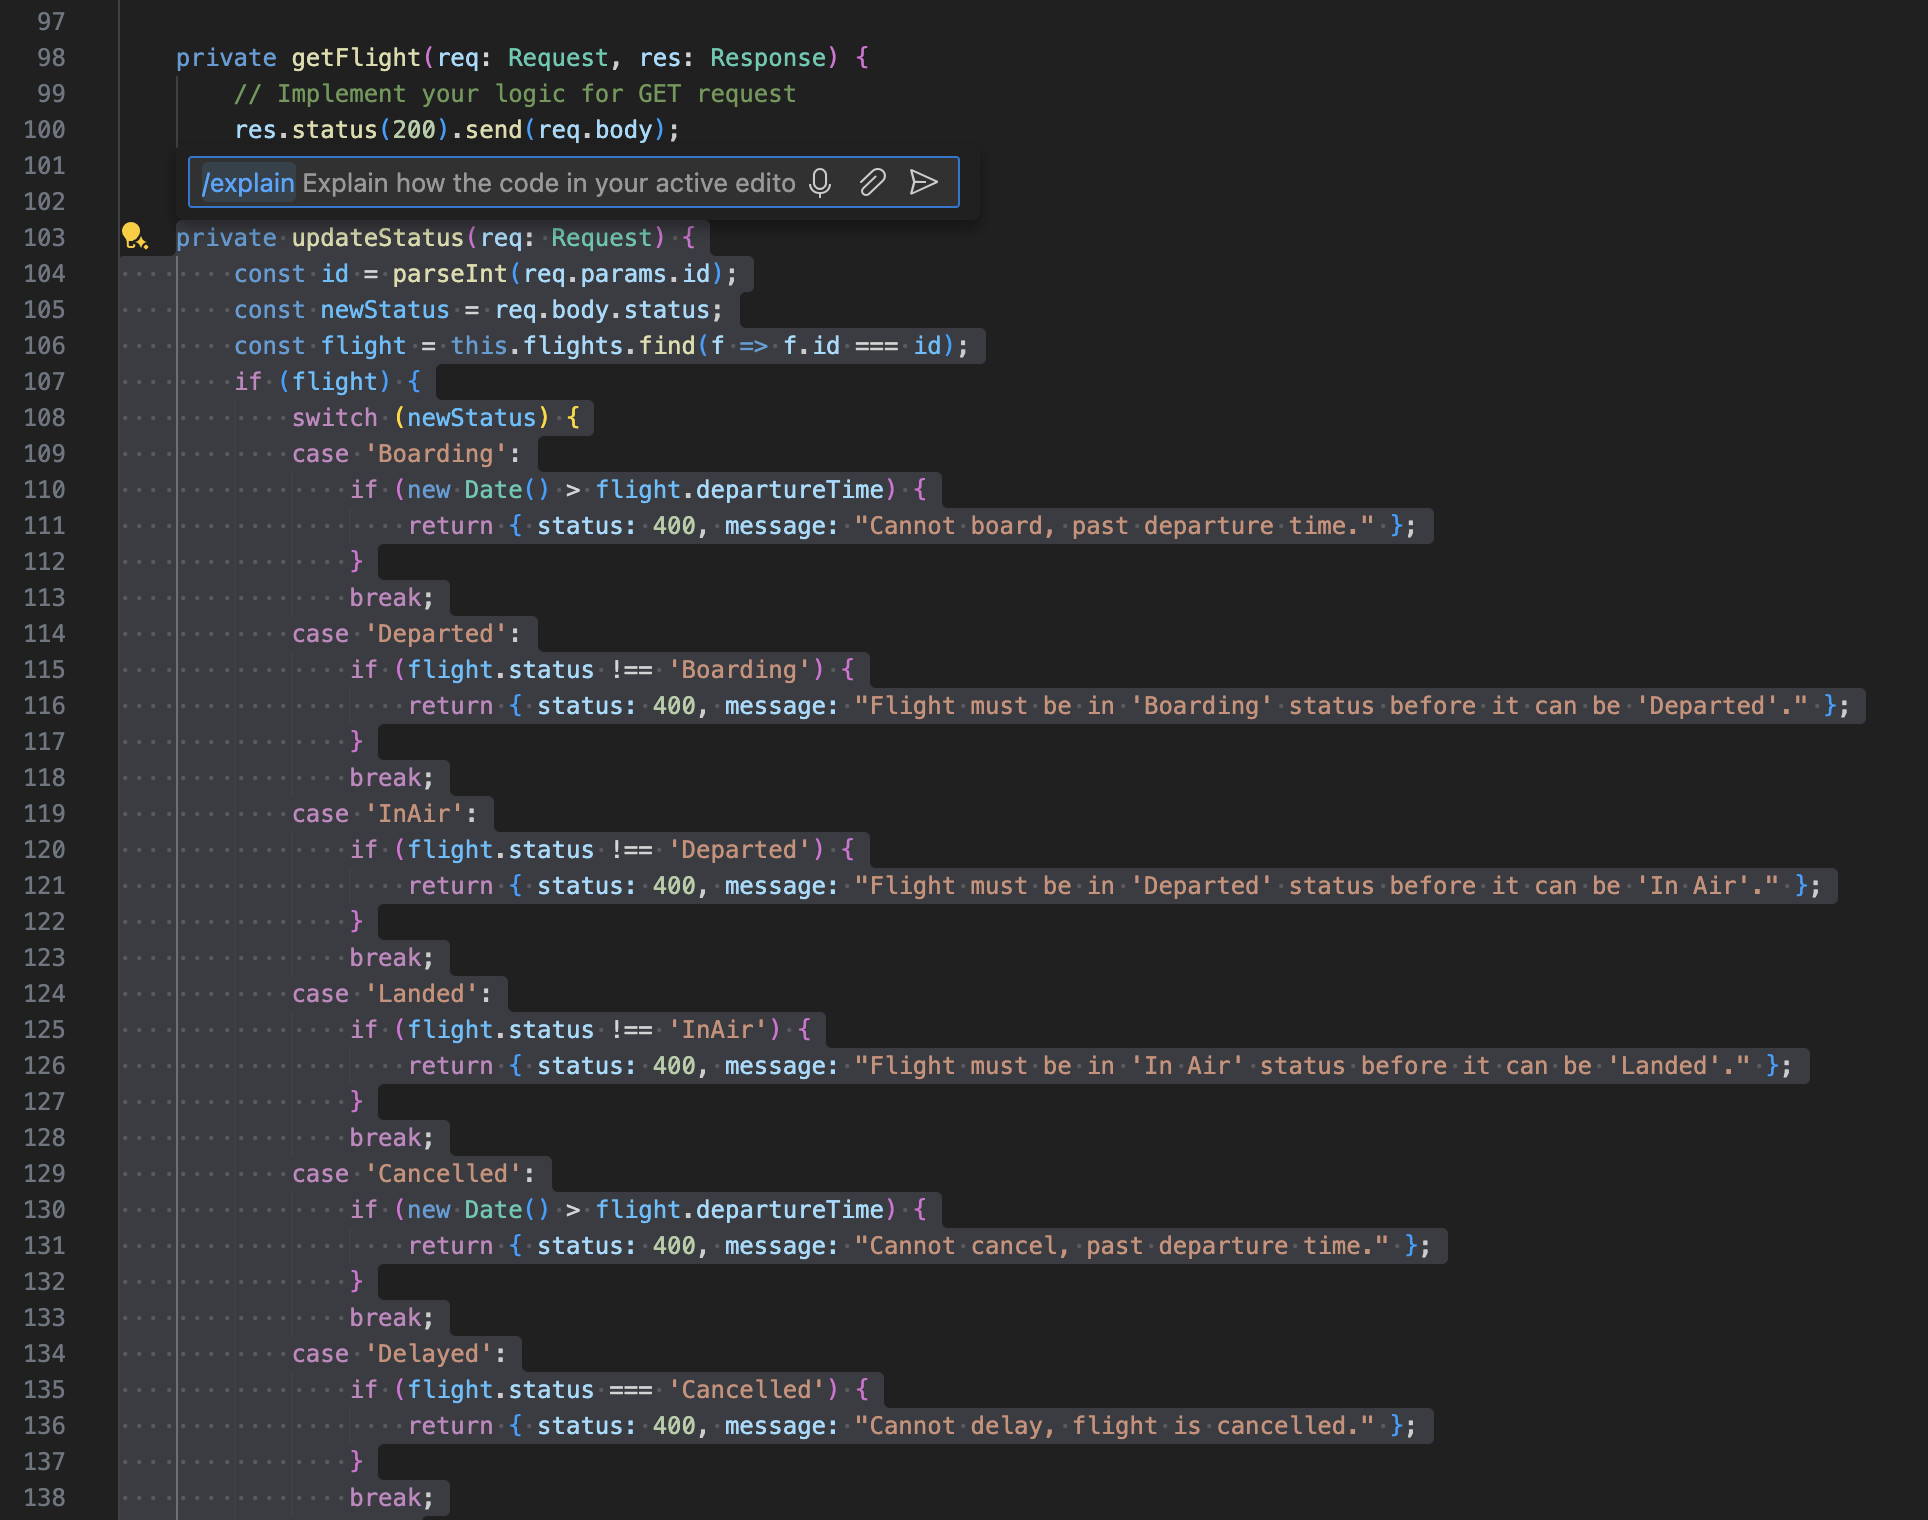 97
98 private getFlight(req: Request, res: Response) {
99 // Implement your logic for GET request
100 res.status(200).send(req.body);
101
/explain Explain how the code in your active edito
102
103 private updateStatus(req: Request) {
104 const id = parseInt(req.params.id);
105 const newStatus = req.body.status;
106 const flight = this.flights.find(f => f.id === id);
107 if (flight) {
108 switch (newStatus) {
109 case 'Boarding':
110 if (new Date() > flight.departureTime) {
111 return { status: 400, message: "Cannot board, past departure time." };
112 }
113 break;
114 case 'Departed':
115 if (flight.status !== 'Boarding') {
116 return { status: 400, message: "Flight must be in 'Boarding' status before it can be 'Departed'." };
117 }
118 break;
119 case 'InAir':
120 if (flight.status !== 'Departed') {
121 return { status: 400, message: "Flight must be in 'Departed' status before it can be 'In Air'." };
122 }
123 break;
124 case 'Landed':
125 if (flight.status !== 'InAir') {
126 return { status: 400, message: "Flight must be in 'In Air' status before it can be 'Landed'." };
127 }
128 break;
129 case 'Cancelled':
130 if (new Date() > flight.departureTime) {
131 return { status: 400, message: "Cannot cancel, past departure time." };
132 }
133 break;
134 case 'Delayed':
135 if (flight.status === 'Cancelled') {
136 return { status: 400, message: "Cannot delay, flight is cancelled." };
137 }
138 break;